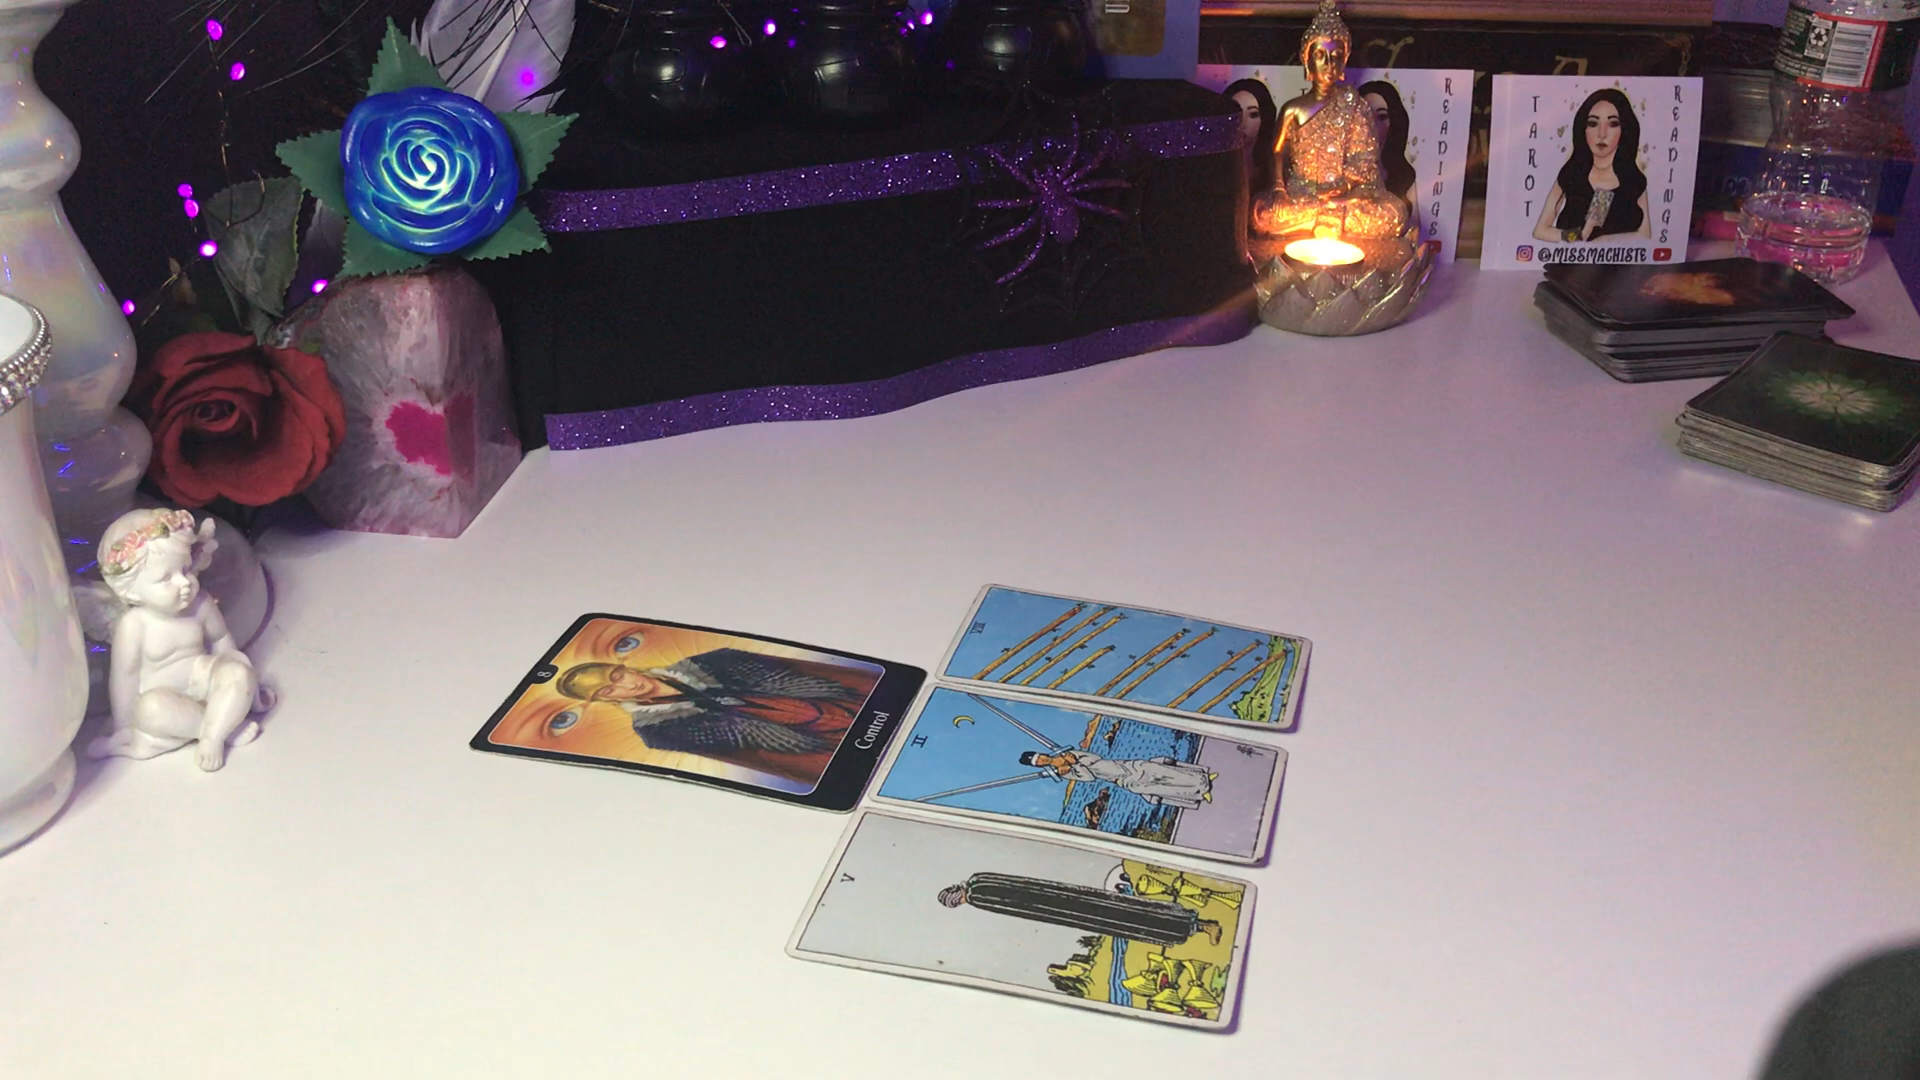 TAROT
READINGS
@MISSMACHISTE
READINGS
8
Control
VIII
II
V